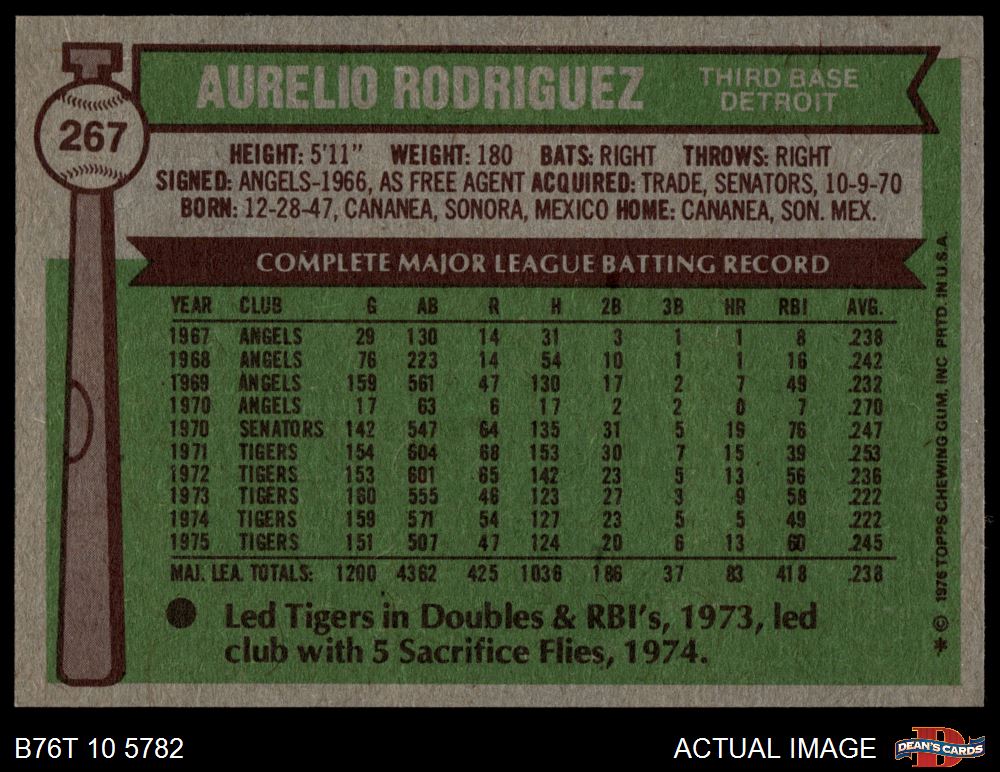 AURELIO RODRIGUEZ THIRD BASE
DETROIT
267
HEIGHT: 5'11" WEIGHT: 180 BATS: RIGHT THROWS: RIGHT
SIGNED: ANGELS-1966, AS FREE AGENT ACQUIRED: TRADE, SENATORS, 10-9-70
BORN: 12-28-47, CANANEA, SONORA, MEXICO HOME: CANANEA, SON. MEX.
COMPLETE MAJOR LEAGUE BATTING RECORD
YEAR CLUB G AB R H 2B 3B HR RBI AVG.
1967 ANGELS 29 130 14 31 3 1 1 8 .238
1968 ANGELS 76 223 14 54 10 1 1 16 .242
1969 ANGELS 159 561 47 130 17 2 7 49 .232
1970 ANGELS 17 63 6 17 2 2 0 7 .270
1970 SENATORS 142 547 64 135 31 5 19 76 .247
1971 TIGERS 154 604 68 153 30 7 15 39 .253
1972 TIGERS 153 601 65 142 23 5 13 56 .236
1973 TIGERS 160 555 46 123 27 3 9 58 .222
1974 TIGERS 159 571 54 127 23 5 5 49 .222
1975 TIGERS 151 507 47 124 20 6 13 60 .245
MAJ. LEA. TOTALS: 1200 4362 425 1036 186 37 83 418 .238
● Led Tigers in Doubles & RBI's, 1973, led
club with 5 Sacrifice Flies, 1974.
* © 1976 TOPPS CHEWING GUM, INC. PRTD. IN U.S.A.
B76T 10 5782 ACTUAL IMAGE D DEAN'S CARDS